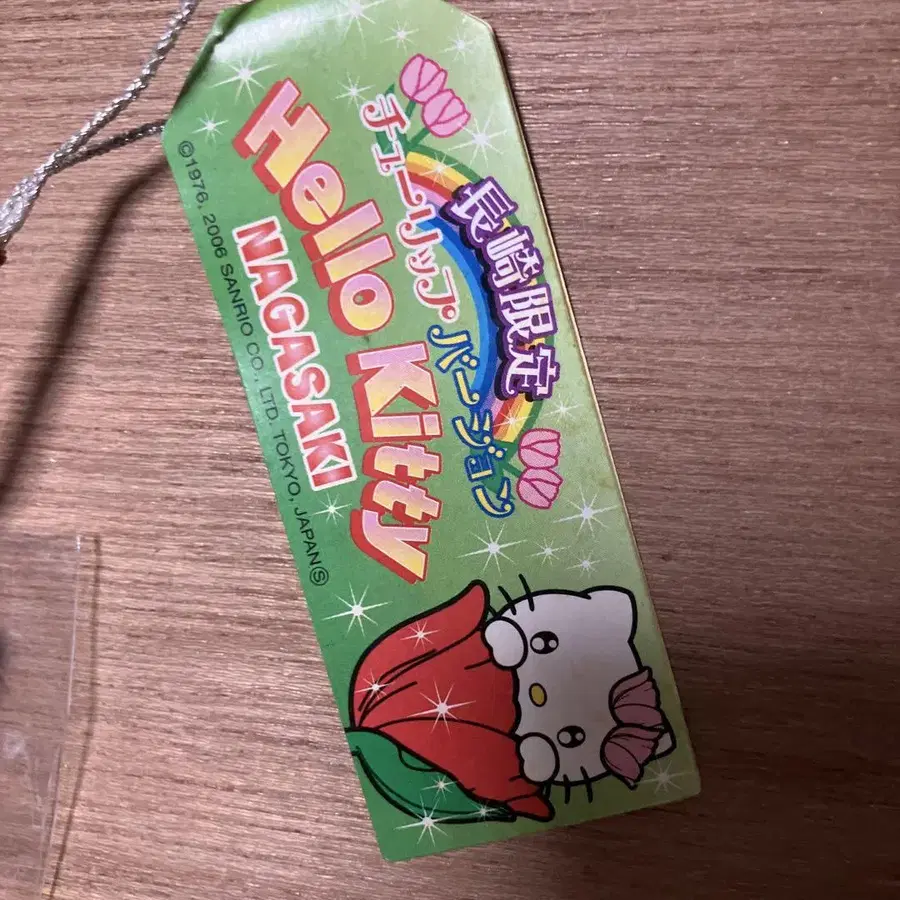 長崎限定
チューリップ
バージョン
Hello Kitty
NAGASAKI
©1976, 2006 SANRIO CO., LTD. TOKYO, JAPAN Ⓢ